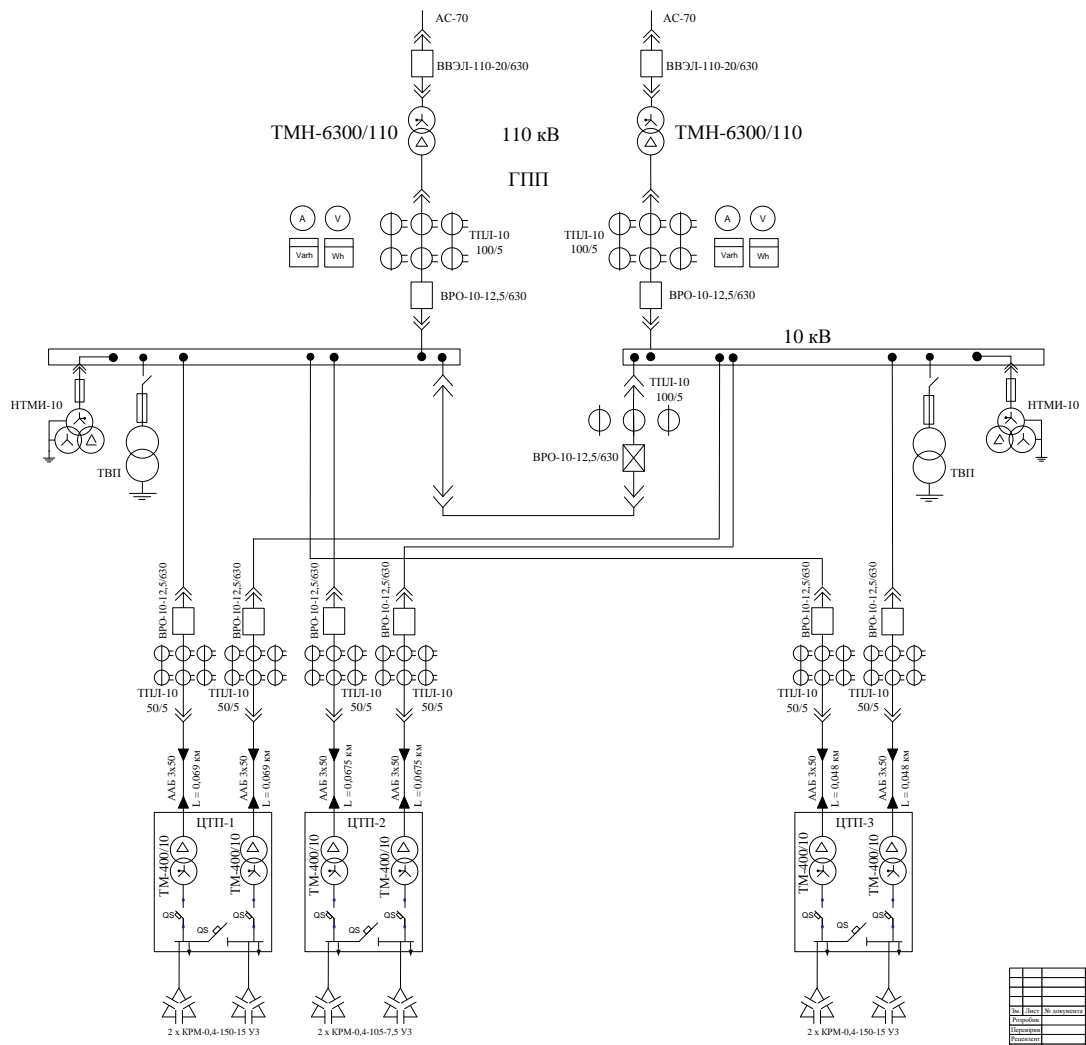 АС-70
АС-70
ВВЭЛ-110-20/630
ВВЭЛ-110-20/630
ТМН-6300/110
110 кВ
ТМН-6300/110
ГПП
A
V
ТПЛ-10
100/5
ТПЛ-10
100/5
A
V
Varh
Wh
Varh
Wh
ВРО-10-12,5/630
ВРО-10-12,5/630
10 кВ
НТМИ-10
ТВП
ТПЛ-10
100/5
ВРО-10-12,5/630
НТМИ-10
ТВП
ВРО-10-12,5/630
ВРО-10-12,5/630
ВРО-10-12,5/630
ВРО-10-12,5/630
ВРО-10-12,5/630
ВРО-10-12,5/630
ТПЛ-10
50/5
ТПЛ-10
50/5
ТПЛ-10
50/5
ТПЛ-10
50/5
ТПЛ-10
50/5
ТПЛ-10
50/5
ААБ 3х50
L = 0,069 км
ААБ 3х50
L = 0,069 км
ААБ 3х50
L = 0,0675 км
ААБ 3х50
L = 0,0675 км
ААБ 3х50
L = 0,048 км
ААБ 3х50
L = 0,048 км
ЦТП-1
ЦТП-2
ЦТП-3
ТМ-400/10
ТМ-400/10
ТМ-400/10
ТМ-400/10
ТМ-400/10
ТМ-400/10
QS
QS
QS
QS
QS
QS
QS
QS
QS
2 х КРМ-0,4-150-15 У3
2 х КРМ-0,4-105-7,5 У3
2 х КРМ-0,4-150-15 У3
Зм. Лист № документа
Розробив
Перевірив
Рецензент